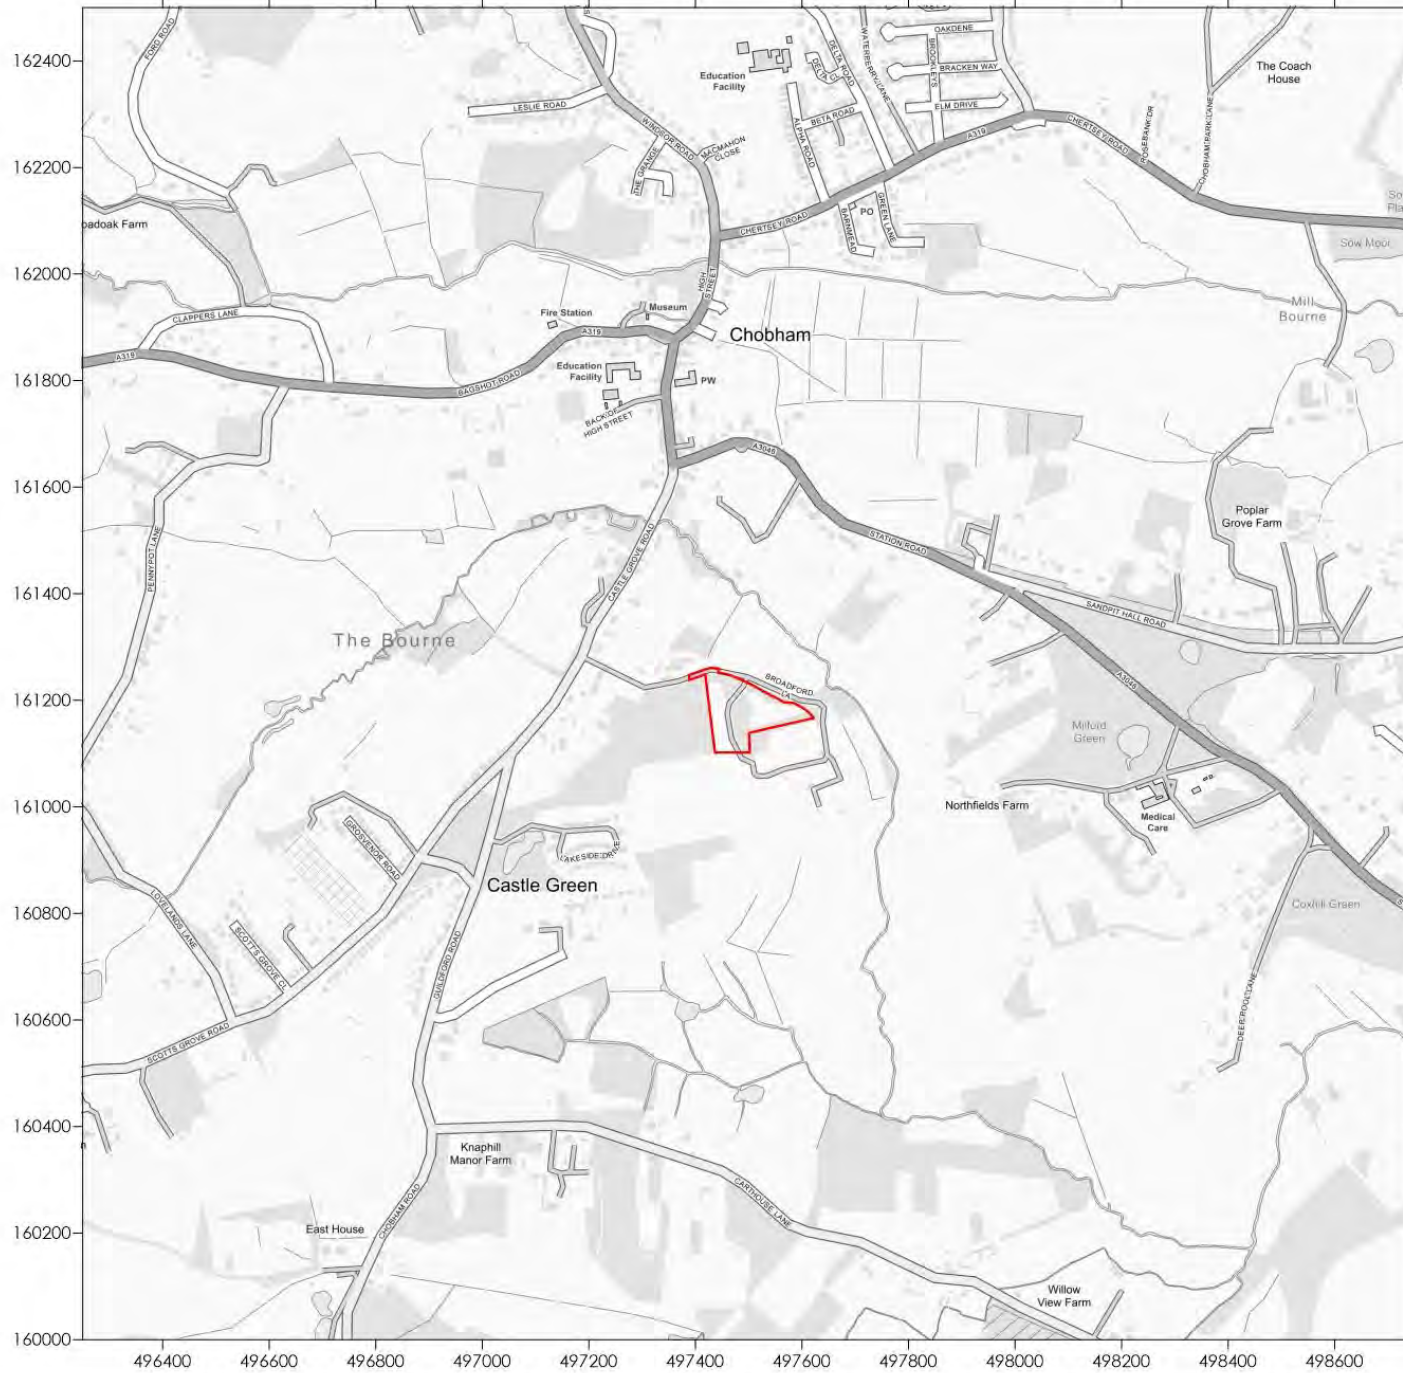 162400
162200
162000
161800
161600
161400
161200
161000
160800
160600
160400
160200
160000
496400
496600
496800
497000
497200
497400
497600
497800
498000
498200
498400
498600
FORD ROAD
LESLIE ROAD
WINDSOR ROAD
THE GRANGE
MACMAHON
CLOSE
Education
Facility
DELTA ROAD
WATERPERRY LANE
OAKDENE
BROOKLEYS
BRACKEN WAY
ELM DRIVE
BETA ROAD
ALPHA ROAD
A319
CHERTSEY ROAD
ROSEBANK DR
CHOBHAM PARK LANE
The Coach
House
CHERTSEY ROAD
BARNMEAD
PO
GREEN LANE
Sow Moor
Mill
Bourne
oadoak Farm
CLAPPERS LANE
A319
Fire Station
Museum
HIGH
STREET
A319
Chobham
BAGSHOT ROAD
Education
Facility
PW
BACK OF
HIGH STREET
A3046
PENNYPOT LANE
CASTLE GROVE ROAD
STATION ROAD
Poplar
Grove Farm
SANDPIT HALL ROAD
The Bourne
BROADFORD
LA
A3046
Milford
Green
Northfields Farm
Medical
Care
GROSVENOR ROAD
LAKESIDE DRIVE
Castle Green
Coxhill Green
LOVELANDS LANE
SCOTTS GROVE CL
GUILDFORD ROAD
DEERROOL LANE
SCOTTS GROVE ROAD
Knaphill
Manor Farm
CARTHOUSE LANE
East House
CHOBHAM ROAD
Willow
View Farm